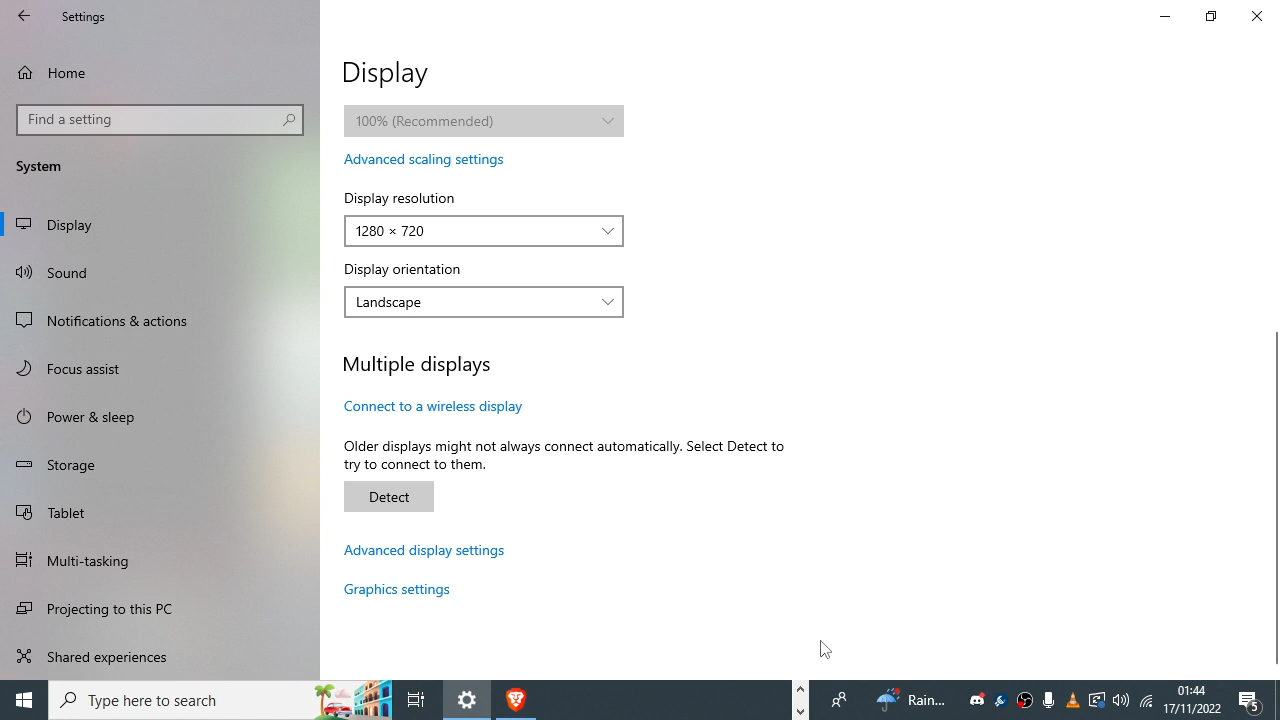 Settings
Home
Find a setting
System
Display
Sound
Notifications & actions
Focus assist
Power & sleep
Storage
Tablet
Multi-tasking
Projecting to this PC
Shared experiences
Display
100% (Recommended)
Advanced scaling settings
Display resolution
1280 × 720
Display orientation
Landscape
Multiple displays
Connect to a wireless display
Older displays might not always connect automatically. Select Detect to
try to connect to them.
Detect
Advanced display settings
Graphics settings
Type here to search
Rain...
01:44
17/11/2022
5